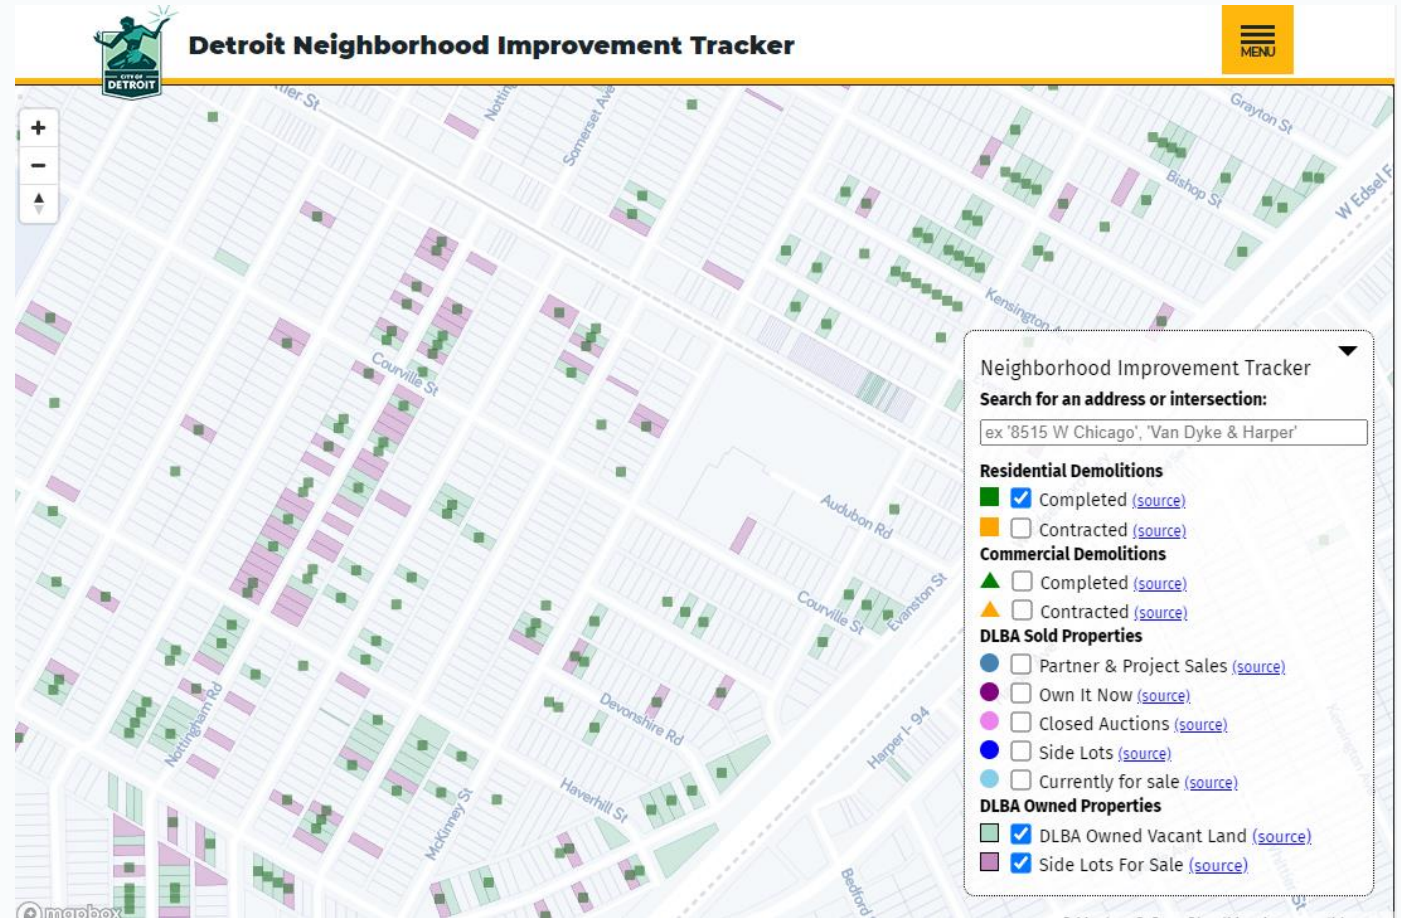 CITY OF
DETROIT
Detroit Neighborhood Improvement Tracker
MENU
ler St
Notting
Somerset Ave
Grayton St
Bishop St
W Edsel F
Kensington A
Courville St
Audubon Rd
Courville St
Evanston St
Nottingham Rd
Devonshire Rd
Harper I- 94
Haverhill St
McKinney St
Bedford
St
Neighborhood Improvement Tracker
Search for an address or intersection:
ex '8515 W Chicago', 'Van Dyke & Harper'
Residential Demolitions
Completed (source)
Contracted (source)
Commercial Demolitions
Completed (source)
Contracted (source)
DLBA Sold Properties
Partner & Project Sales (source)
Own It Now (source)
Closed Auctions (source)
Side Lots (source)
Currently for sale (source)
DLBA Owned Properties
DLBA Owned Vacant Land (source)
Side Lots For Sale (source)
mapbox